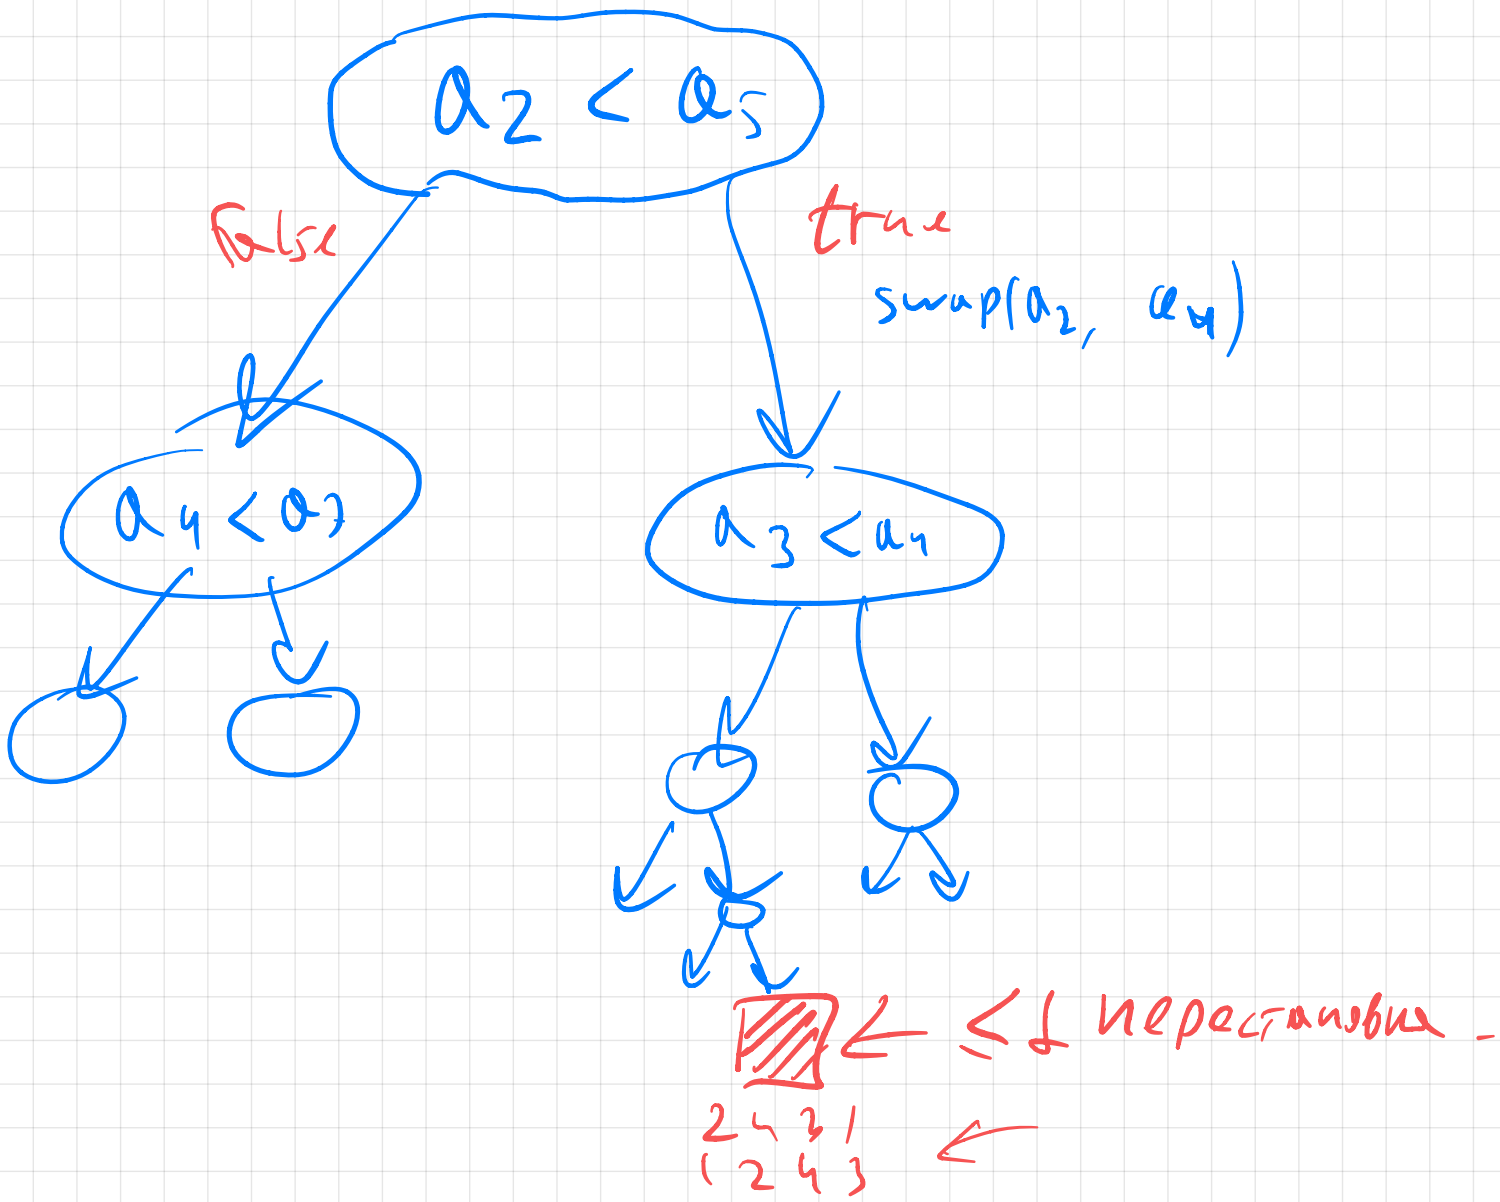 a₂ < a₅
False
true
swap(a₂, a₄)
a₄ < a₇
a₃ < a₄
≤ 1 перестановка
2 4 3 1
1 2 4 3